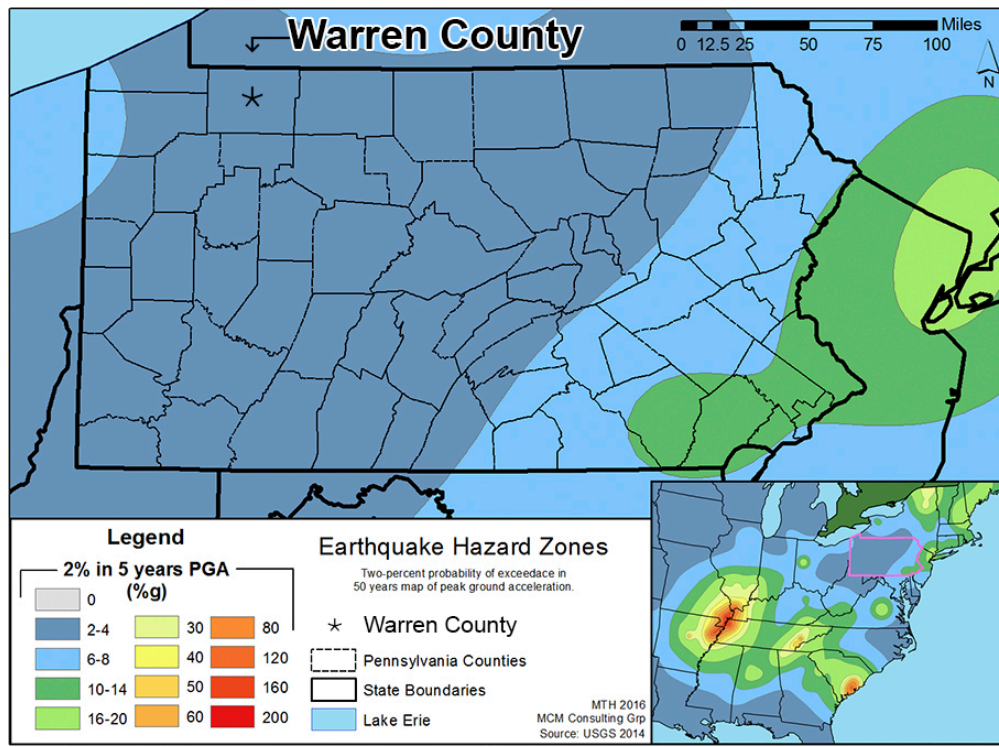 Warren County
Miles
0 12.5 25 50 75 100
N
Legend
2% in 5 years PGA
(%g)
0
2-4
6-8
10-14
16-20
30
40
50
60
80
120
160
200
Earthquake Hazard Zones
Two-percent probability of exceedace in
50 years map of peak ground acceleration.
Warren County
Pennsylvania Counties
State Boundaries
Lake Erie
MTH 2016
MCM Consulting Grp
Source: USGS 2014